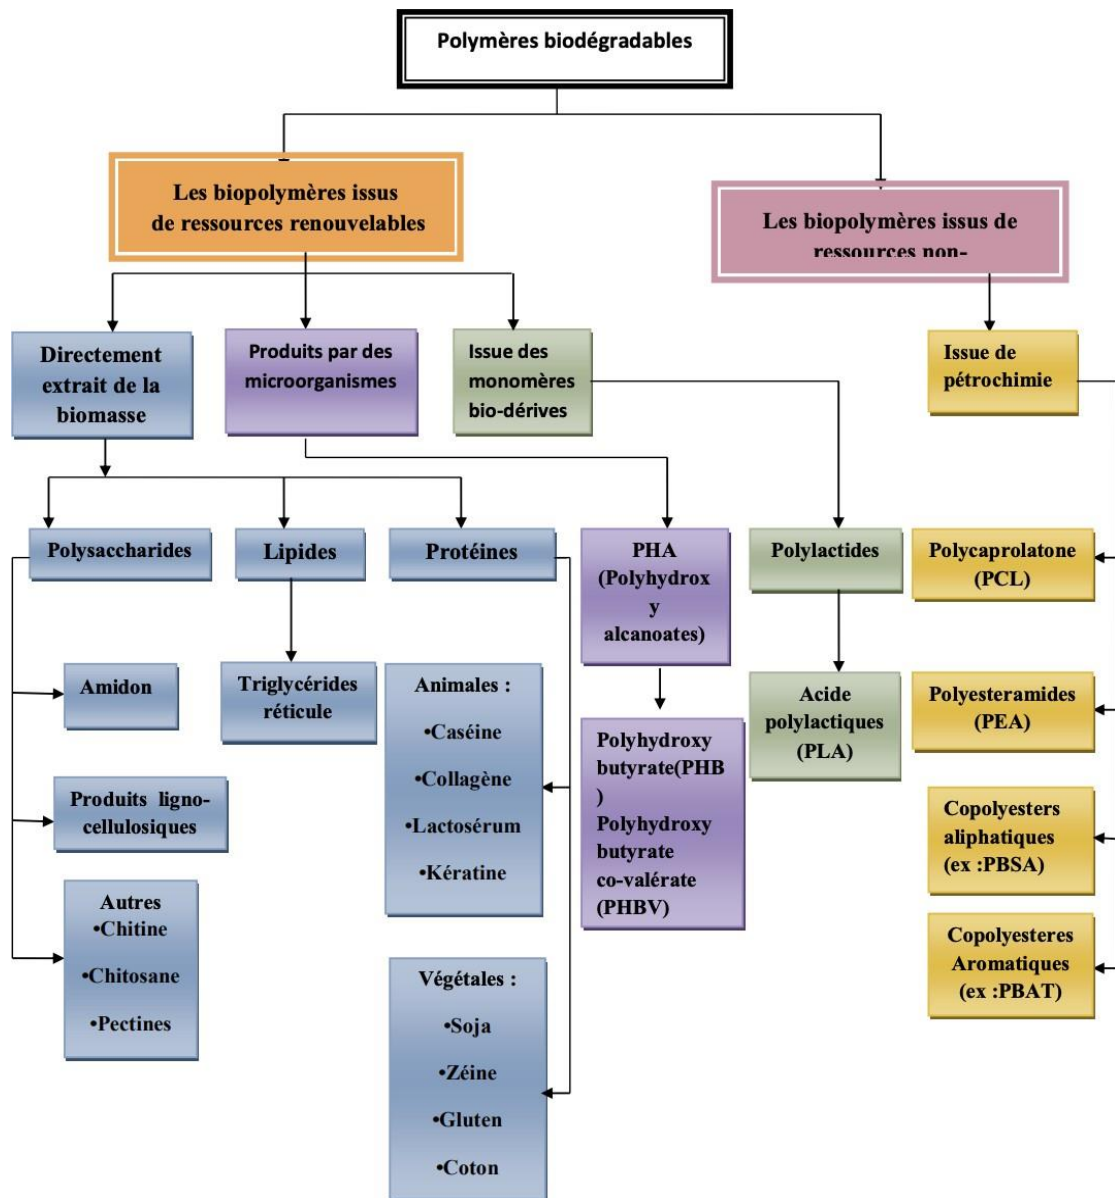 Polymères biodégradables
Les biopolymères issus
de ressources renouvelables
Les biopolymères issus de
ressources non-
Directement
extrait de la
biomasse
Produits par des
microorganismes
Issue des
monomères
bio-dérives
Issue de
pétrochimie
Polysaccharides
Lipides
Protéines
PHA
(Polyhydrox
y
alcanoates)
Polylactides
Polycaprolatone
(PCL)
Amidon
Triglycérides
réticule
Animales :
•Caséine
•Collagène
•Lactosérum
•Kératine
Polyhydroxy
butyrate(PHB
)
Polyhydroxy
butyrate
co-valérate
(PHBV)
Acide
polylactiques
(PLA)
Polyesteramides
(PEA)
Produits ligno-
cellulosiques
Copolyesters
aliphatiques
(ex :PBSA)
Autres
•Chitine
•Chitosane
•Pectines
Végétales :
•Soja
•Zéine
•Gluten
•Coton
Copolyesteres
Aromatiques
(ex :PBAT)